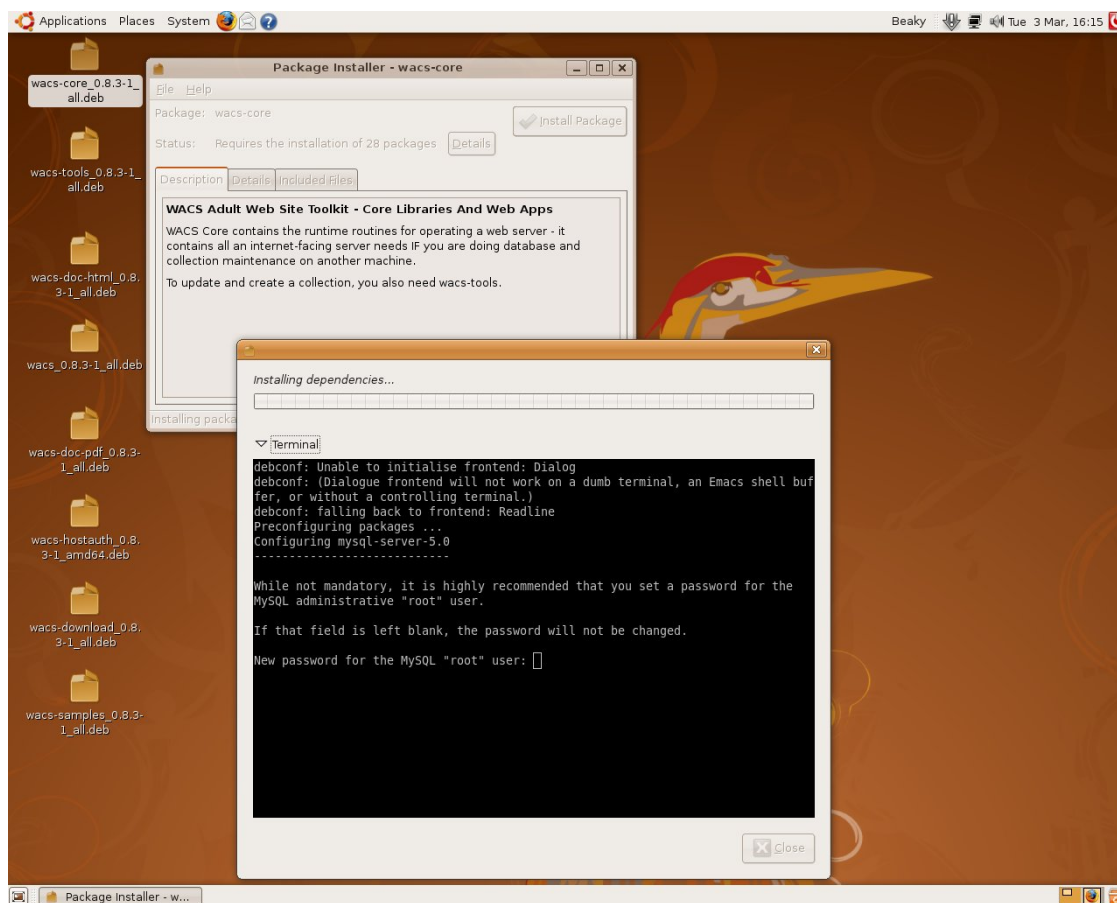 Applications Places System
Beaky
Tue 3 Mar, 16:15
wacs-core_0.8.3-1_
all.deb
wacs-tools_0.8.3-1_
all.deb
wacs-doc-html_0.8.
3-1_all.deb
wacs_0.8.3-1_all.deb
wacs-doc-pdf_0.8.3-
1_all.deb
wacs-hostauth_0.8.
3-1_amd64.deb
wacs-download_0.8.
3-1_all.deb
wacs-samples_0.8.3-
1_all.deb
Package Installer - wacs-core
File Help
Package: wacs-core
Install Package
Status: Requires the installation of 28 packages Details
Description Details Included Files
WACS Adult Web Site Toolkit - Core Libraries And Web Apps
WACS Core contains the runtime routines for operating a web server - it
contains all an internet-facing server needs IF you are doing database and
collection maintenance on another machine.
To update and create a collection, you also need wacs-tools.
Installing packa
Installing dependencies...
Terminal
debconf: Unable to initialise frontend: Dialog
debconf: (Dialogue frontend will not work on a dumb terminal, an Emacs shell buf
fer, or without a controlling terminal.)
debconf: falling back to frontend: Readline
Preconfiguring packages ...
Configuring mysql-server-5.0
----------------------------
While not mandatory, it is highly recommended that you set a password for the
MySQL administrative "root" user.
If that field is left blank, the password will not be changed.
New password for the MySQL "root" user:
Close
Package Installer - w...